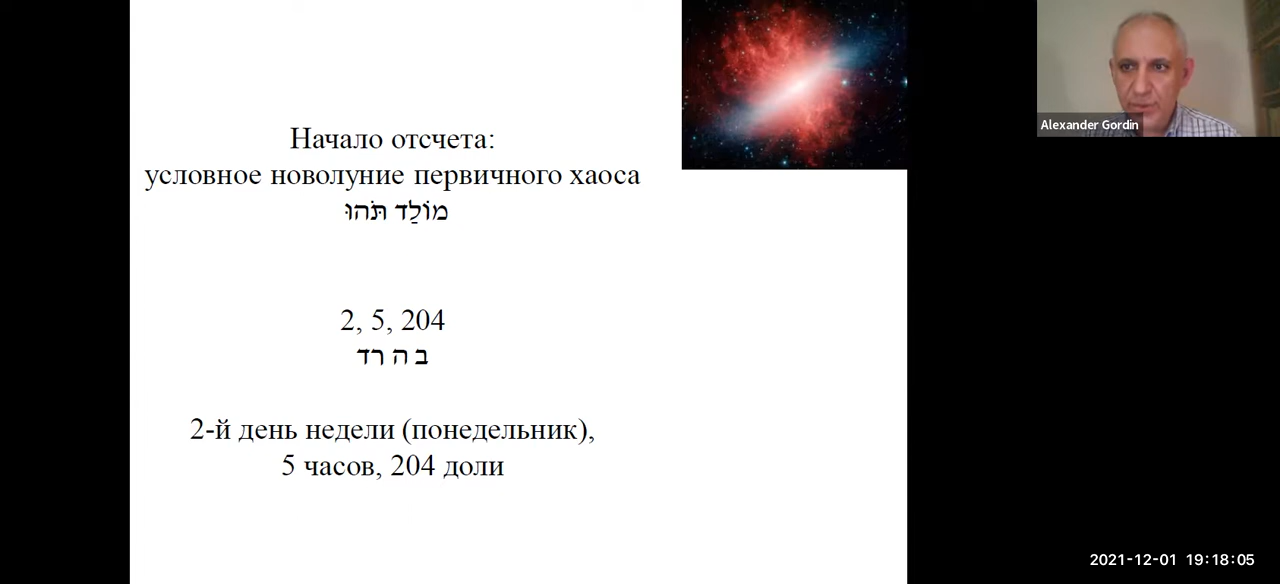 Начало отсчета:
условное новолуние первичного хаоса
מוֹלַד תֹּהוּ
2, 5, 204
ב ה רד
2-й день недели (понедельник),
5 часов, 204 доли
Alexander Gordin
2021-12-01 19:18:05